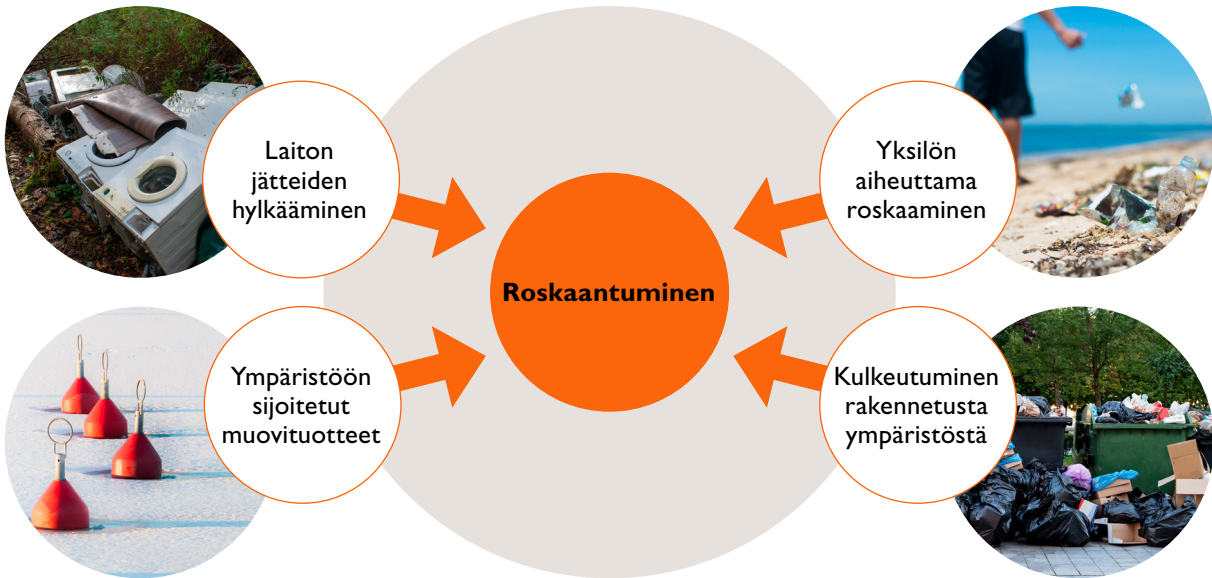 Laiton
jätteiden
hylkääminen
Yksilön
aiheuttama
roskaaminen
Roskaantuminen
Ympäristöön
sijoitetut
muovituotteet
Kulkeutuminen
rakennetusta
ympäristöstä